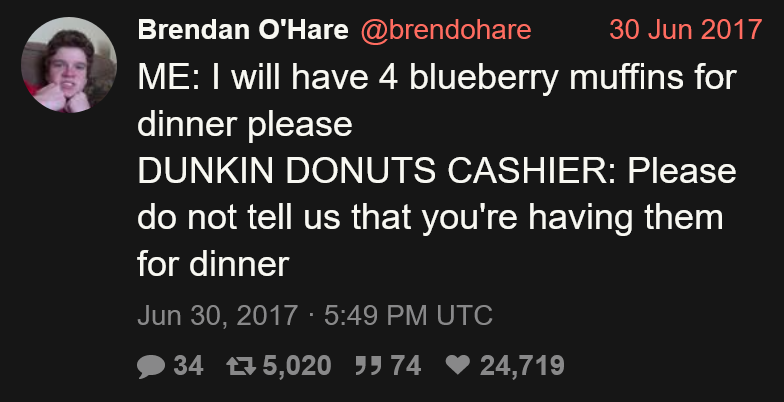 Brendan O'Hare @brendohare 30 Jun 2017
ME: I will have 4 blueberry muffins for
dinner please
DUNKIN DONUTS CASHIER: Please
do not tell us that you're having them
for dinner
Jun 30, 2017 · 5:49 PM UTC
34 5,020 74 24,719